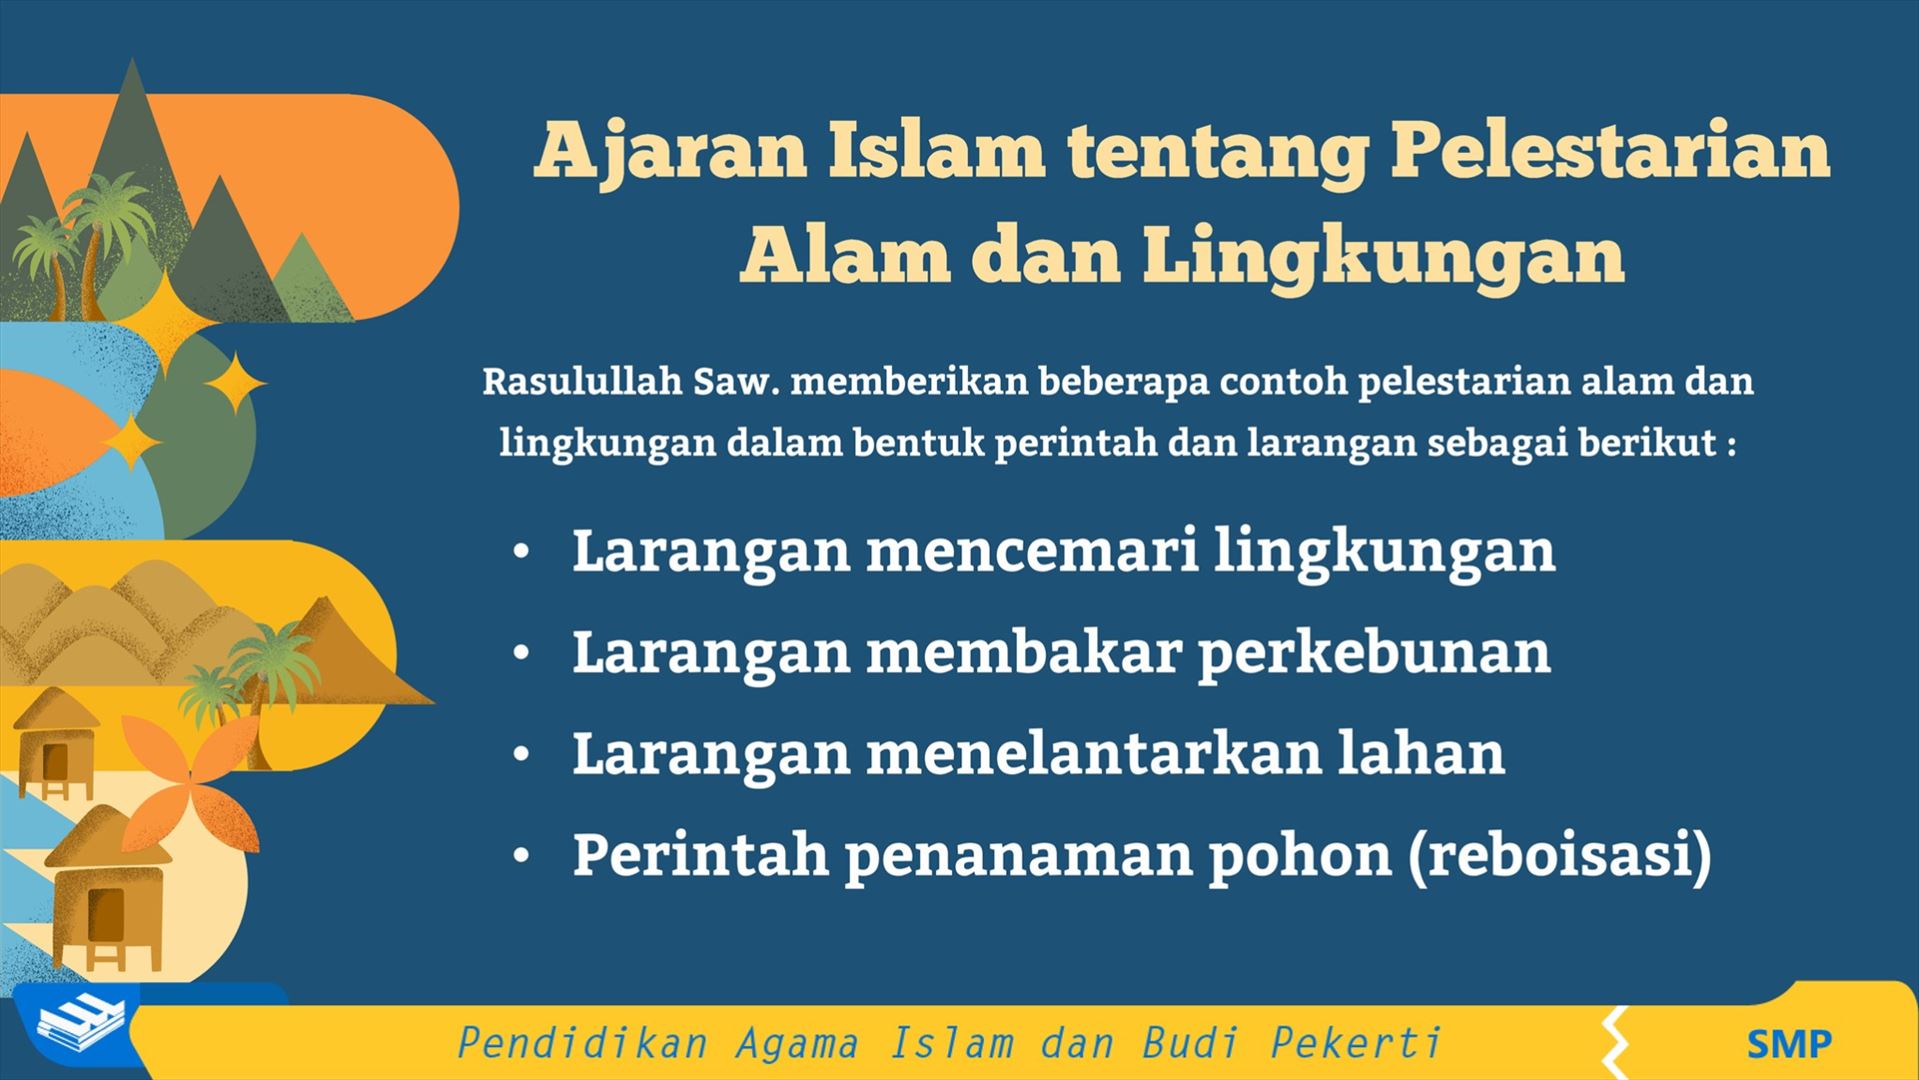 Ajaran Islam tentang Pelestarian
Alam dan Lingkungan
Rasulullah Saw. memberikan beberapa contoh pelestarian alam dan
lingkungan dalam bentuk perintah dan larangan sebagai berikut :
• Larangan mencemari lingkungan
• Larangan membakar perkebunan
• Larangan menelantarkan lahan
• Perintah penanaman pohon (reboisasi)
Pendidikan Agama Islam dan Budi Pekerti
SMP